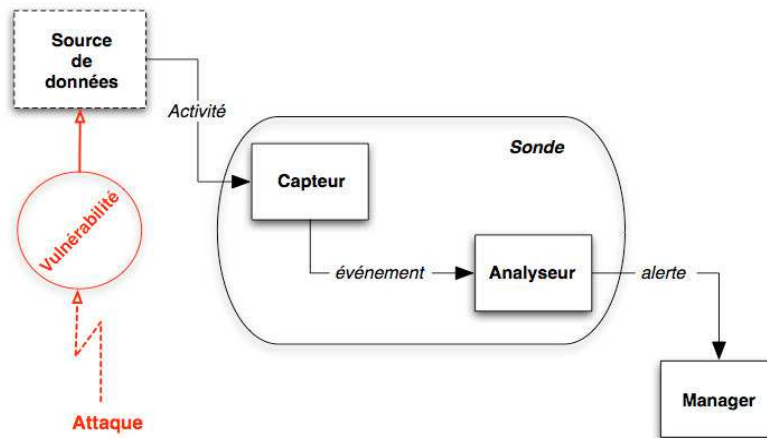 Source
de
données
Activité
Sonde
Capteur
Vulnérabilité
événement
Analyseur
alerte
Manager
Attaque